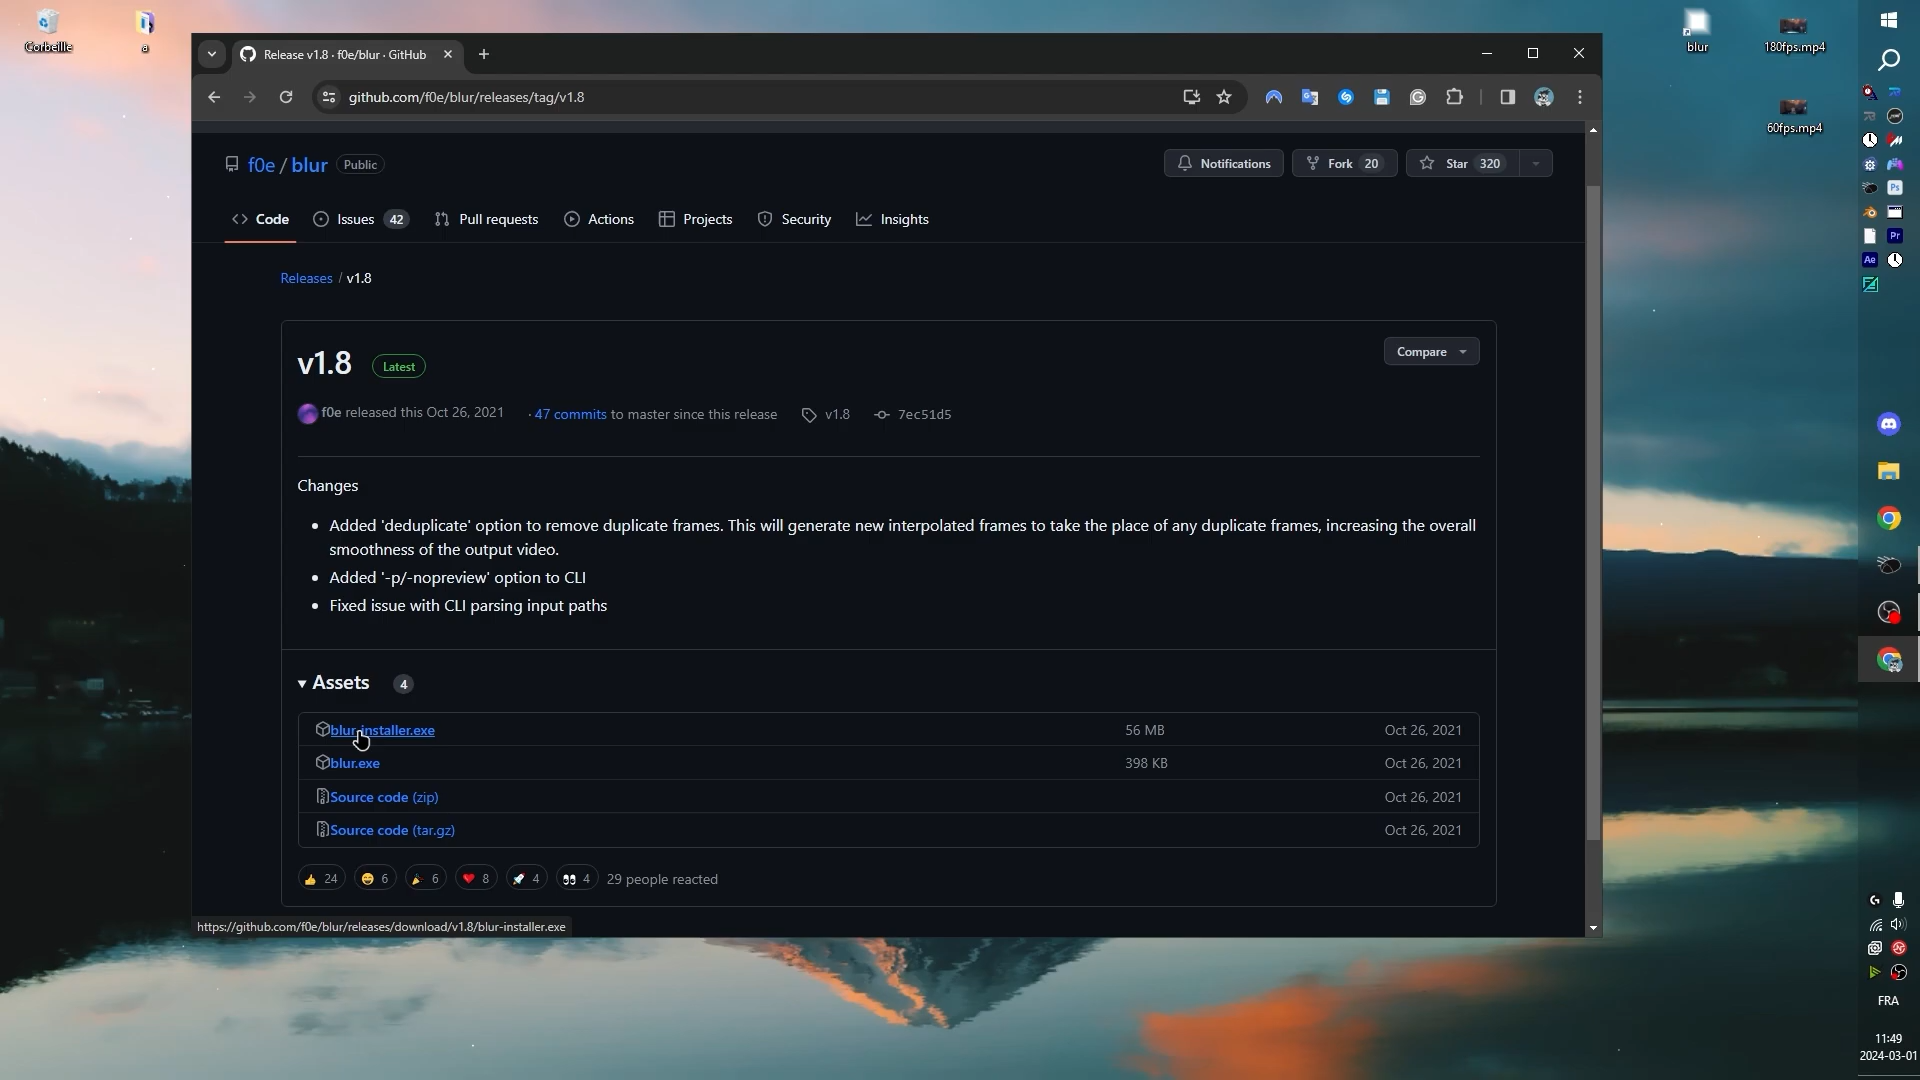 Corbeille
a
Release v1.8 · f0e/blur · GitHub
github.com/f0e/blur/releases/tag/v1.8
f0e / blur Public
Notifications
Fork 20
Star 320
Code
Issues 42
Pull requests
Actions
Projects
Security
Insights
Releases / v1.8
v1.8 Latest
Compare
f0e released this Oct 26, 2021 · 47 commits to master since this release v1.8 7ec51d5
Changes
• Added 'deduplicate' option to remove duplicate frames. This will generate new interpolated frames to take the place of any duplicate frames, increasing the overall
smoothness of the output video.
• Added '-p/-nopreview' option to CLI
• Fixed issue with CLI parsing input paths
Assets 4
blur-installer.exe 56 MB Oct 26, 2021
blur.exe 398 KB Oct 26, 2021
Source code (zip) Oct 26, 2021
Source code (tar.gz) Oct 26, 2021
24 6 6 8 4 4 29 people reacted
https://github.com/f0e/blur/releases/download/v1.8/blur-installer.exe
blur
180fps.mp4
60fps.mp4
Ps
Pr
Ae
FRA
11:49
2024-03-01